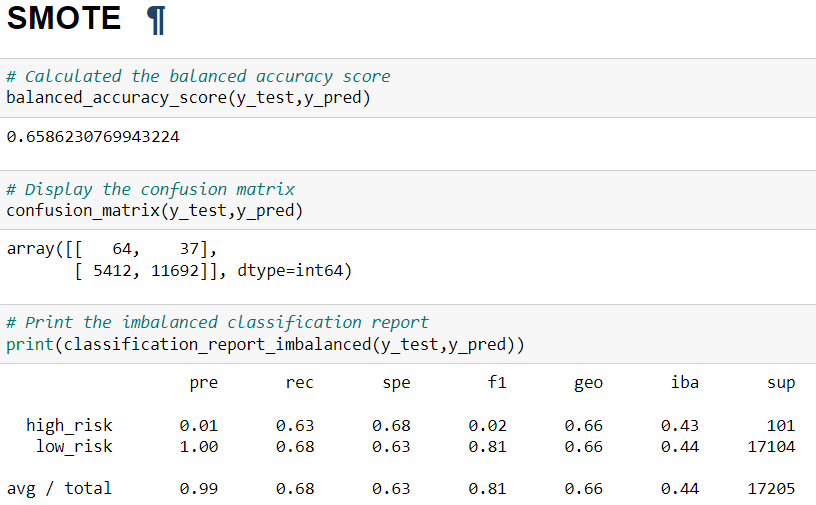 SMOTE ¶
# Calculated the balanced accuracy score
balanced_accuracy_score(y_test,y_pred)
0.6586230769943224
# Display the confusion matrix
confusion_matrix(y_test,y_pred)
array([[   64,    37],
       [ 5412, 11692]], dtype=int64)
# Print the imbalanced classification report
print(classification_report_imbalanced(y_test,y_pred))
                   pre       rec       spe        f1       geo       iba       sup
  high_risk       0.01      0.63      0.68      0.02      0.66      0.43       101
   low_risk       1.00      0.68      0.63      0.81      0.66      0.44     17104
avg / total       0.99      0.68      0.63      0.81      0.66      0.44     17205